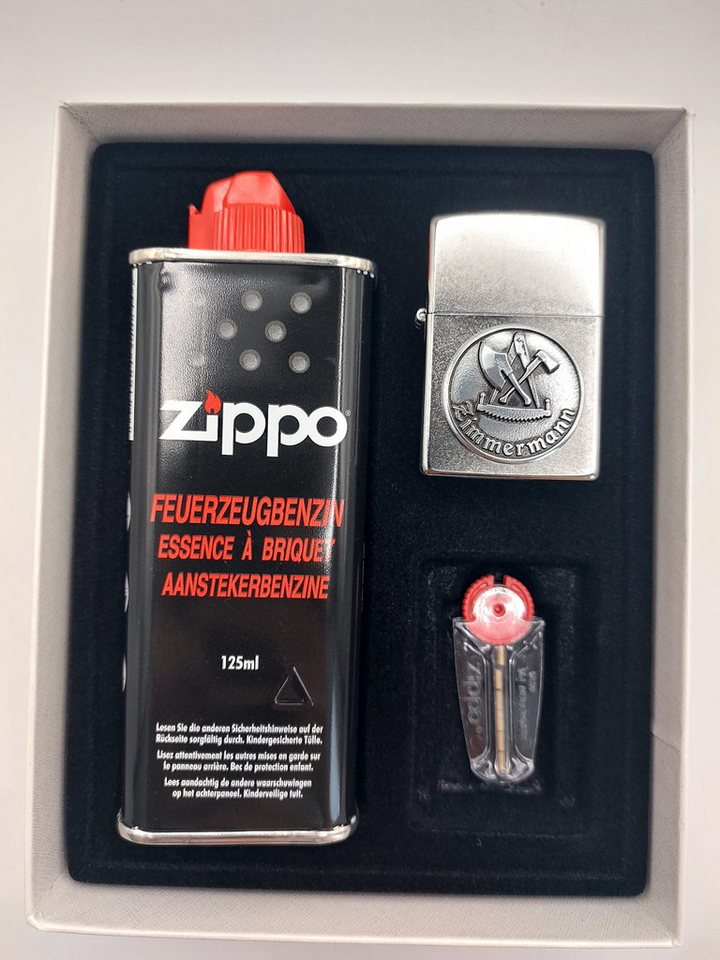 zippo
FEUERZEUGBENZIN
ESSENCE À BRIQUET
AANSTEKERBENZINE
125ml
Lesen Sie die anderen Sicherheitshinweise auf der
Rückseite sorgfältig durch. Kindergesicherte Tülle.
Lisez attentivement les autres mises en garde sur
le panneau arrière. Bec de protection enfant.
Lees aandachtig de andere waarschuwingen
op het achterpaneel. Kinderveilige tuit.
Zimmermann
Zippo